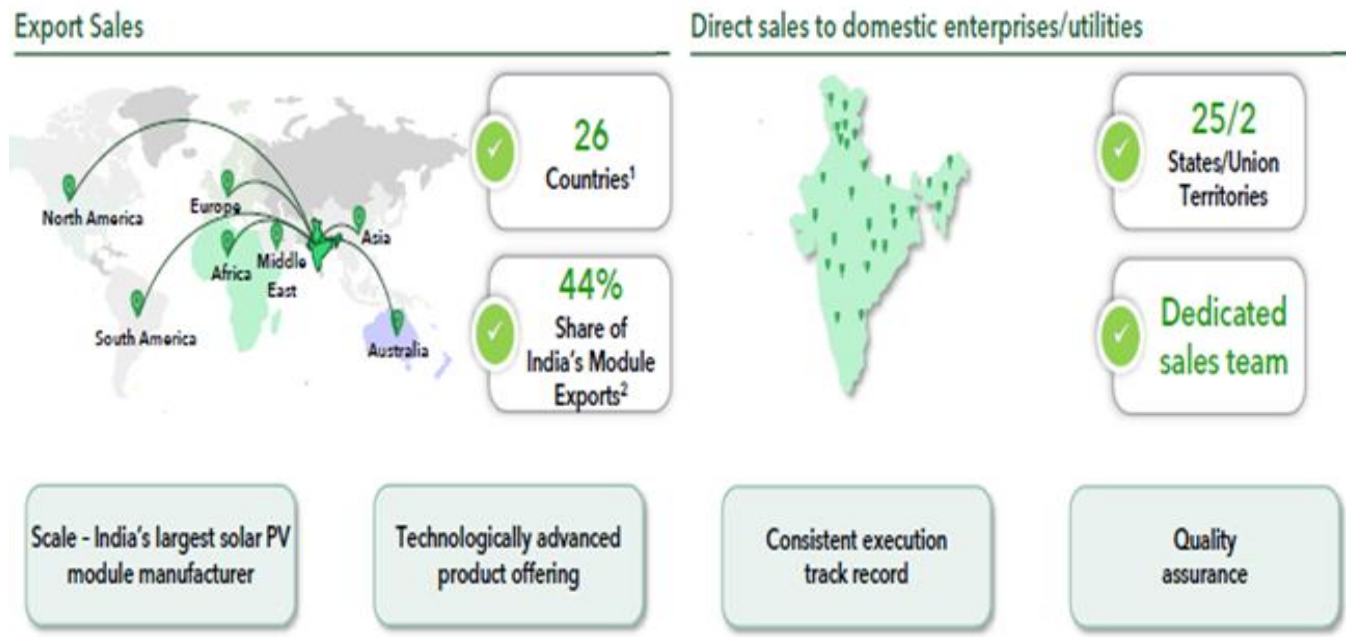 Export Sales
North America
Europe
Africa
Middle
East
Asia
South America
Australia
26
Countries¹
44%
Share of
India's Module
Exports²
Direct sales to domestic enterprises/utilities
25/2
States/Union
Territories
Dedicated
sales team
Scale - India's largest solar PV
module manufacturer
Technologically advanced
product offering
Consistent execution
track record
Quality
assurance